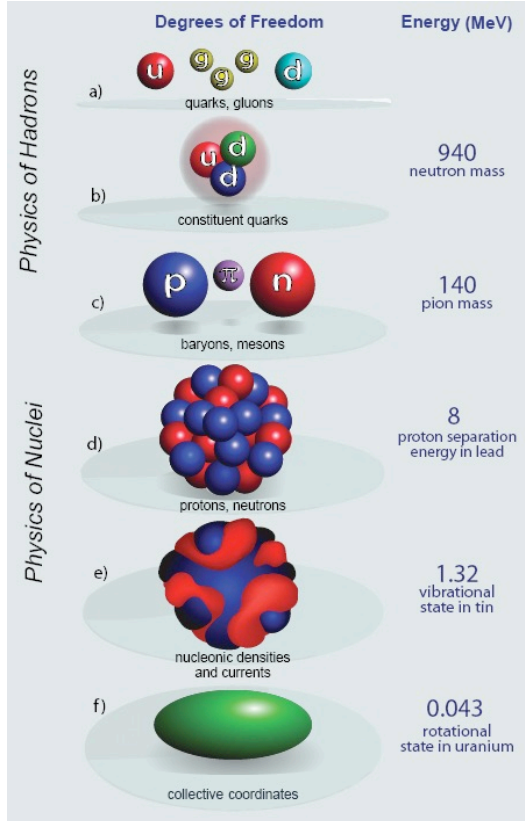 Degrees of Freedom
Energy (MeV)
Physics of Hadrons
u g g g d
a)
quarks, gluons
u d d
b)
constituent quarks
940
neutron mass
p π n
c)
baryons, mesons
140
pion mass
Physics of Nuclei
d)
protons, neutrons
8
proton separation
energy in lead
e)
nucleonic densities
and currents
1.32
vibrational
state in tin
f)
collective coordinates
0.043
rotational
state in uranium